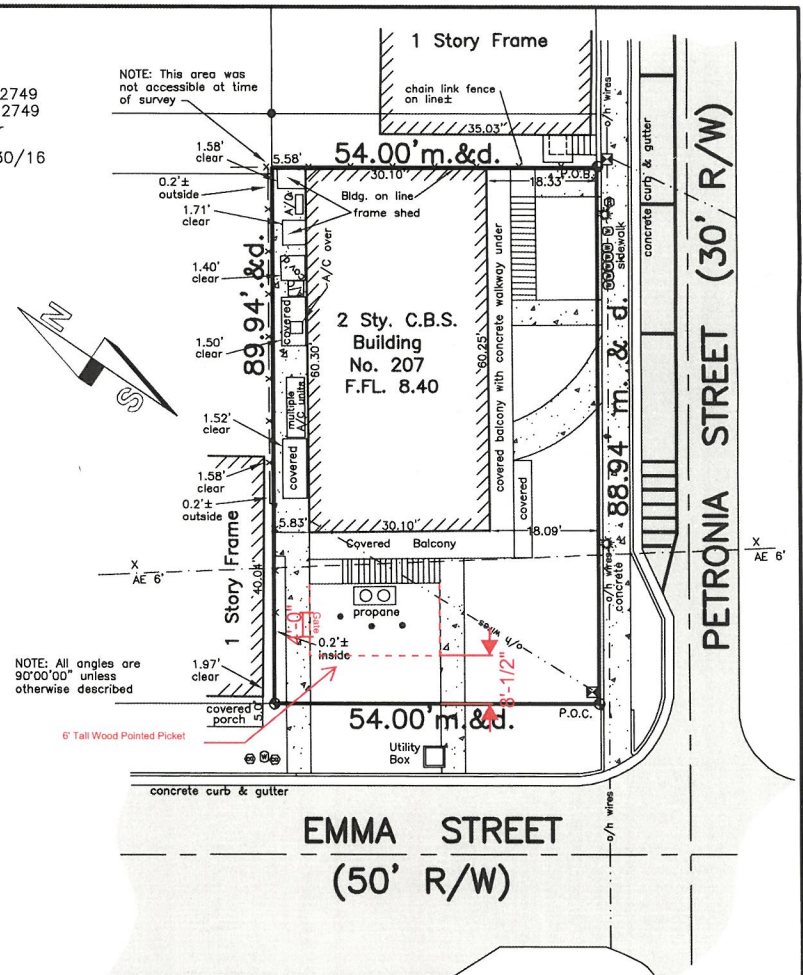 1 Story Frame
NOTE: This area was
not accessible at time
of survey
2749
2749
30/16
chain link fence
on line±
35.03'
o/h wires
1.58'
clear
5.58'
54.00'm.&d.
30.10'
P.O.B.
18.33'
0.2'±
outside
A/C
Bldg. on line
frame shed
1.71'
clear
A/C over
1.40'
clear
89.94' &d.
covered
1.50'
clear
2 Sty. C.B.S.
Building
No. 207
F.FL. 8.40
60.30'
60.25'
covered balcony with concrete walkway under
sidewalk
concrete curb & gutter
PETRONIA STREET (30' R/W)
88.94' m. & d.
multiple
A/C units
1.52'
clear
covered
covered
1.58'
clear
0.2'±
outside
5.83'
30.10'
18.09'
Covered Balcony
X
AE 6'
X
AE 6'
1 Story Frame
40.04'
propane
o/h wires
o/h wires
concrete
4'-0"
Gate
0.2'±
inside
8'-1/2"
NOTE: All angles are
90°00'00" unless
otherwise described
1.97'
clear
covered
porch
5.0'
54.00'm.&d.
P.O.C.
6' Tall Wood Pointed Picket
W
Utility
Box
concrete curb & gutter
o/h wires
EMMA STREET
(50' R/W)
N
S